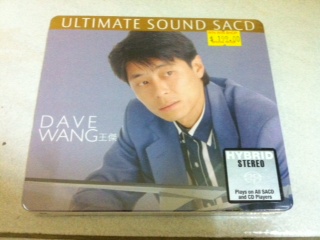 ULTIMATE SOUND SACD
DAVE
WANG王傑
HYBRID
STEREO
Plays on All SACD
and CD Players